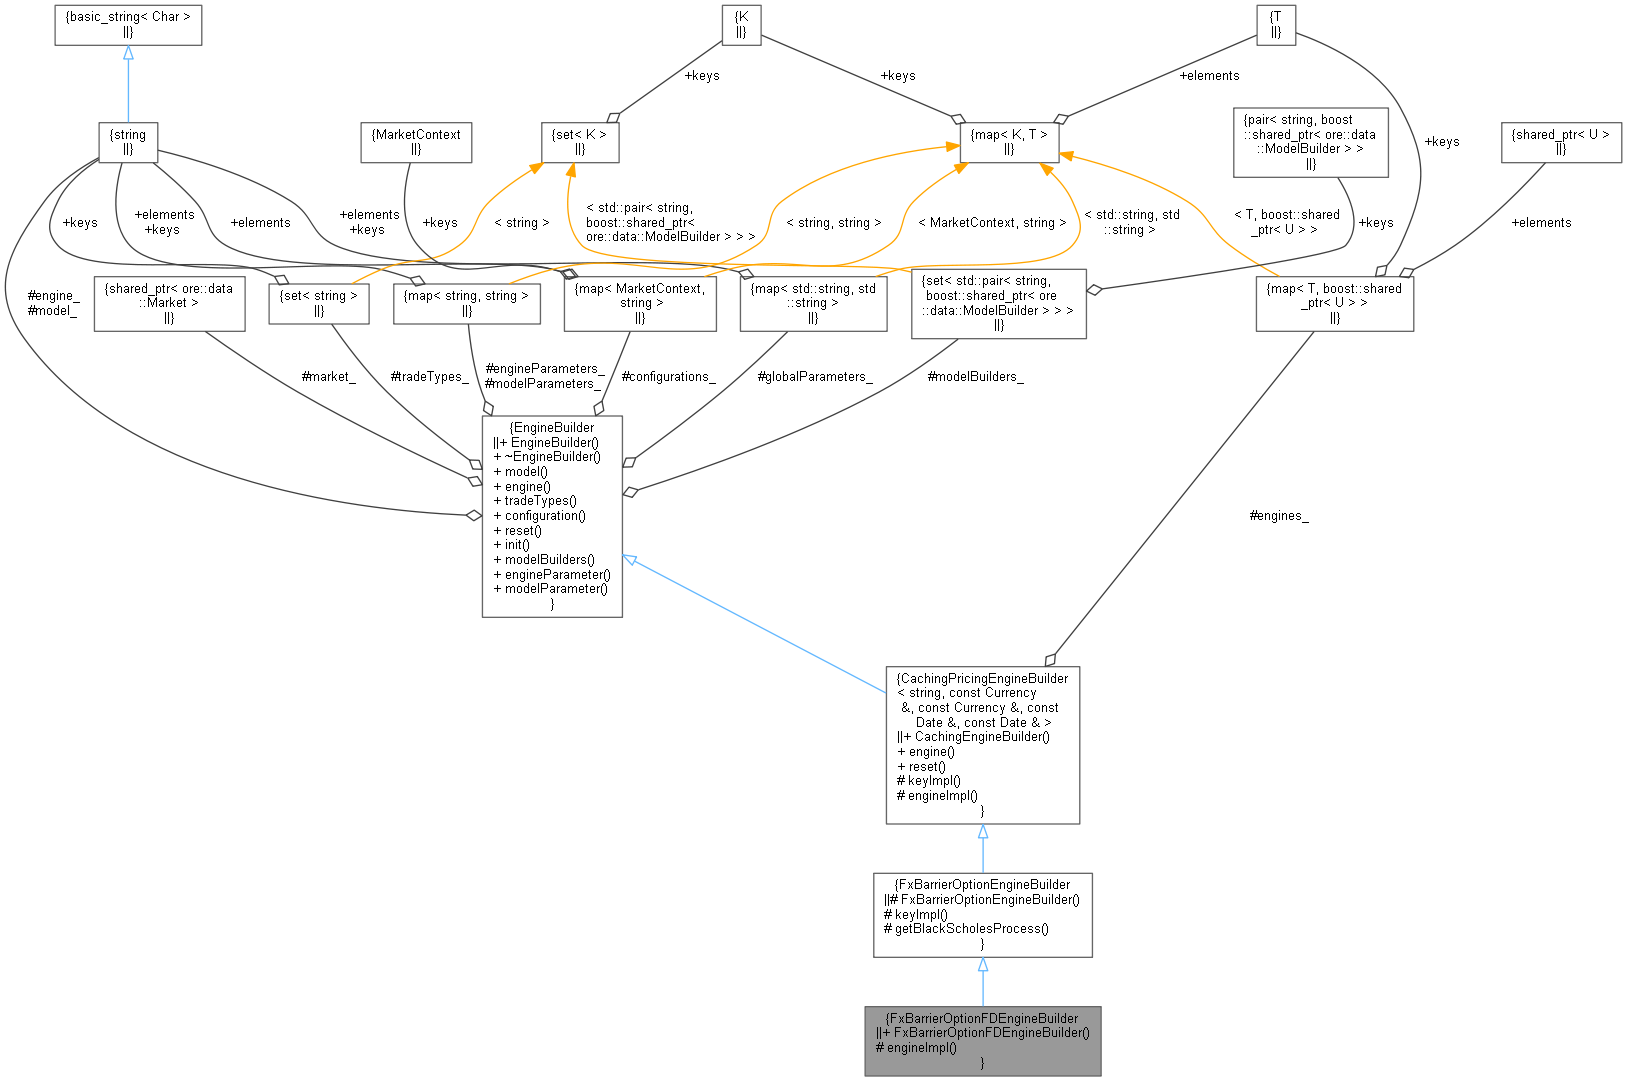 {basic_string< Char >
||}
{K
||}
{T
||}
+keys
+keys
+elements
{string
||}
{MarketContext
||}
{set< K >
||}
{map< K, T >
||}
{pair< string, boost
::shared_ptr< ore::data
::ModelBuilder > >
||}
+keys
{shared_ptr< U >
||}
+keys
+elements
+keys
+elements
+elements
+keys
+keys
< string >
< std::pair< string,
boost::shared_ptr<
ore::data::ModelBuilder > > >
< string, string >
< MarketContext, string >
< std::string, std
::string >
< T, boost::shared
_ptr< U > >
+keys
+elements
#engine_
#model_
{shared_ptr< ore::data
::Market >
||}
{set< string >
||}
{map< string, string >
||}
{map< MarketContext,
string >
||}
{map< std::string, std
::string >
||}
{set< std::pair< string,
boost::shared_ptr< ore
::data::ModelBuilder > > >
||}
{map< T, boost::shared
_ptr< U > >
||}
#market_
#tradeTypes_
#engineParameters_
#modelParameters_
#configurations_
#globalParameters_
#modelBuilders_
{EngineBuilder
||+ EngineBuilder()
+ ~EngineBuilder()
+ model()
+ engine()
+ tradeTypes()
+ configuration()
+ reset()
+ init()
+ modelBuilders()
+ engineParameter()
+ modelParameter()
}
#engines_
{CachingPricingEngineBuilder
< string, const Currency
&, const Currency &, const
Date &, const Date & >
||+ CachingEngineBuilder()
+ engine()
+ reset()
# keyImpl()
# engineImpl()
}
{FxBarrierOptionEngineBuilder
||# FxBarrierOptionEngineBuilder()
# keyImpl()
# getBlackScholesProcess()
}
{FxBarrierOptionFDEngineBuilder
||+ FxBarrierOptionFDEngineBuilder()
# engineImpl()
}